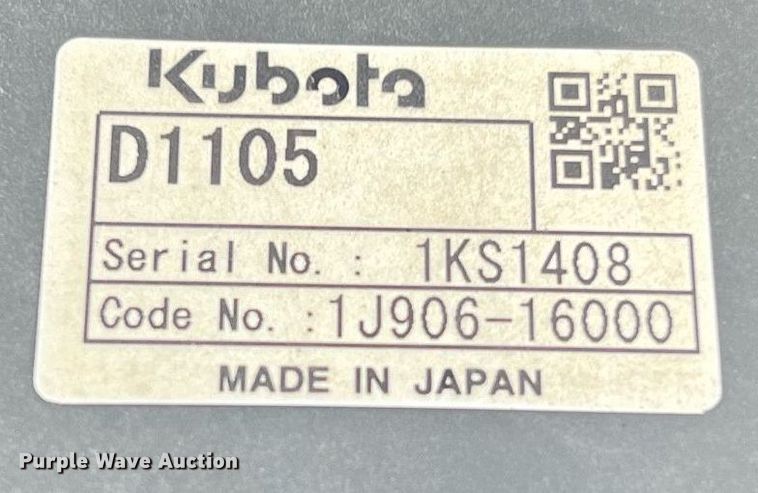 Kubota
D1105
Serial No. : 1KS1408
Code No. :1J906-16000
MADE IN JAPAN
Purple Wave Auction